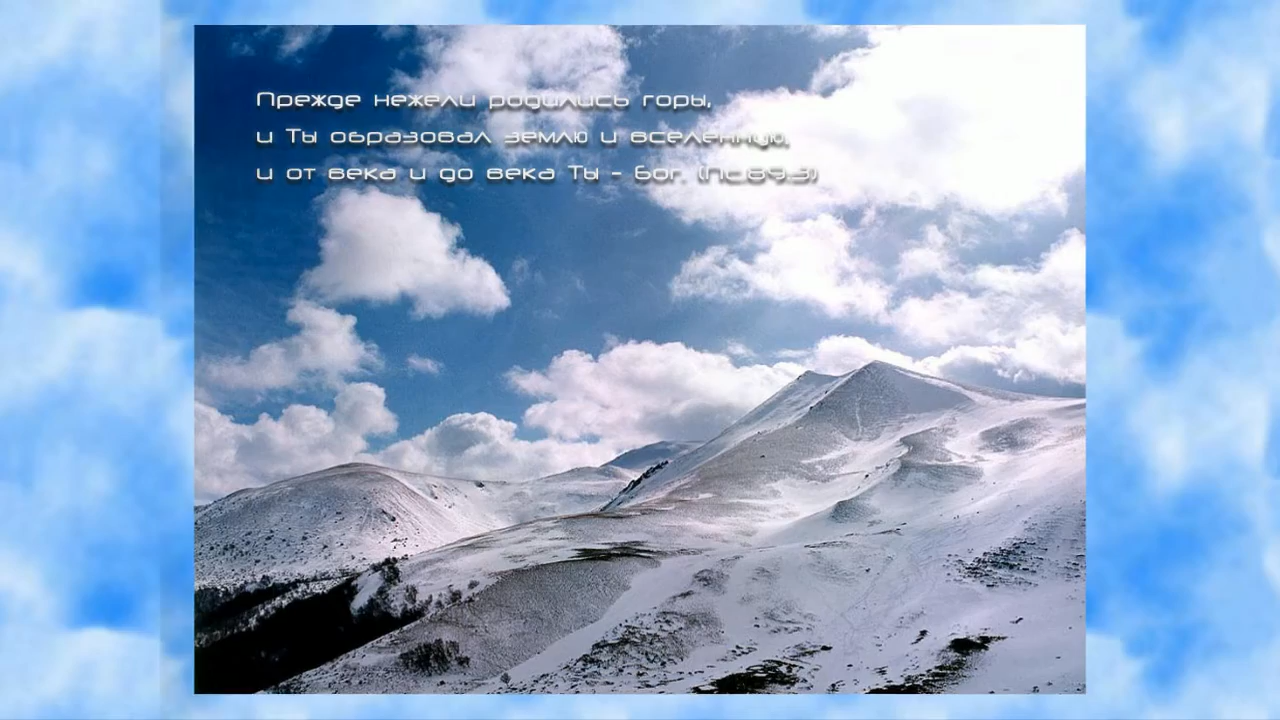 Прежде нежели родились горы,
и Ты образовал землю и вселенную,
и от века и до века Ты - Бог. (Пс.89,3)